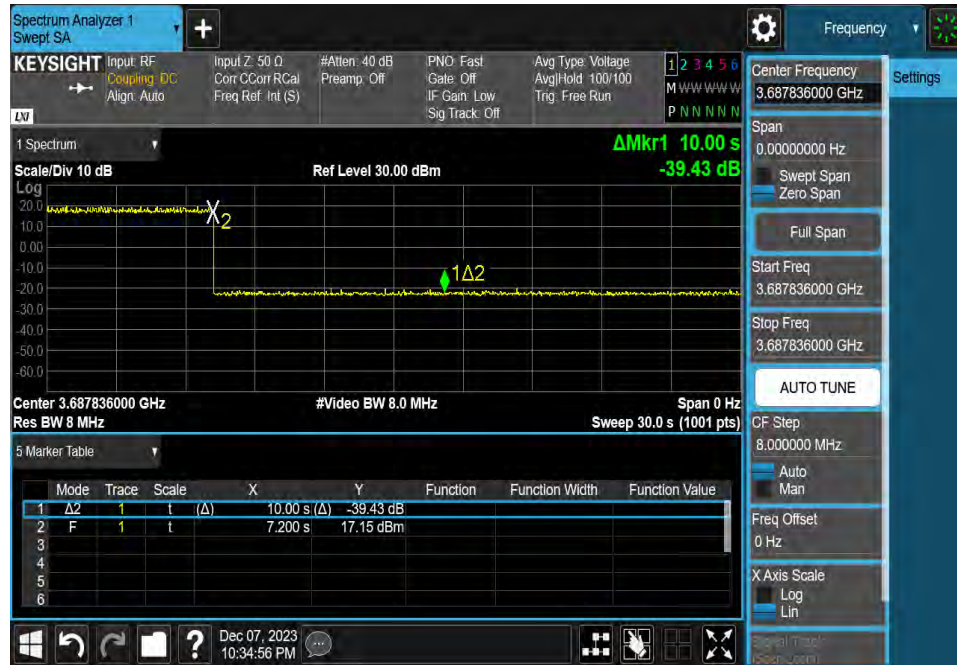 Spectrum Analyzer 1
Swept SA
+
Frequency
KEYSIGHT
Input: RF
Coupling: DC
Align: Auto
Input Z: 50 Ω
Corr CCorr RCal
Freq Ref: Int (S)
#Atten: 40 dB
Preamp: Off
PNO: Fast
Gate: Off
IF Gain: Low
Sig Track: Off
Avg Type: Voltage
Avg|Hold: 100/100
Trig: Free Run
1 2 3 4 5 6
M W W W W W
P N N N N N
LXI
Center Frequency
3.687836000 GHz
Settings
Span
0.00000000 Hz
Swept Span
Zero Span
Full Span
Start Freq
3.687836000 GHz
Stop Freq
3.687836000 GHz
AUTO TUNE
CF Step
8.000000 MHz
Auto
Man
Freq Offset
0 Hz
X Axis Scale
Log
Lin
Signal Track
(Span Zoom)
1 Spectrum
ΔMkr1 10.00 s
-39.43 dB
Scale/Div 10 dB
Ref Level 30.00 dBm
Log
20.0
10.0
0.00
-10.0
-20.0
-30.0
-40.0
-50.0
-60.0
2
1Δ2
Center 3.687836000 GHz
#Video BW 8.0 MHz
Span 0 Hz
Res BW 8 MHz
Sweep 30.0 s (1001 pts)
5 Marker Table
Mode Trace Scale X Y Function Function Width Function Value
1 Δ2 1 t (Δ) 10.00 s (Δ) -39.43 dB
2 F 1 t 7.200 s 17.15 dBm
3
4
5
6
?
Dec 07, 2023
10:34:56 PM